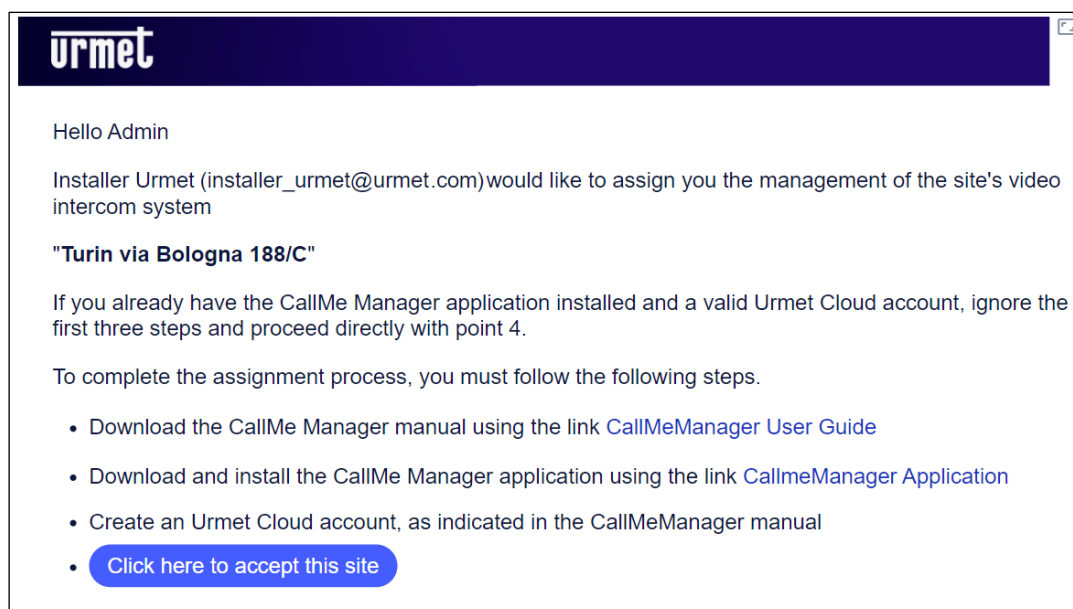 urmet
Hello Admin
Installer Urmet (installer_urmet@urmet.com)would like to assign you the management of the site's video
intercom system
"Turin via Bologna 188/C"
If you already have the CallMe Manager application installed and a valid Urmet Cloud account, ignore the
first three steps and proceed directly with point 4.
To complete the assignment process, you must follow the following steps.
• Download the CallMe Manager manual using the link CallMeManager User Guide
• Download and install the CallMe Manager application using the link CallmeManager Application
• Create an Urmet Cloud account, as indicated in the CallMeManager manual
• Click here to accept this site